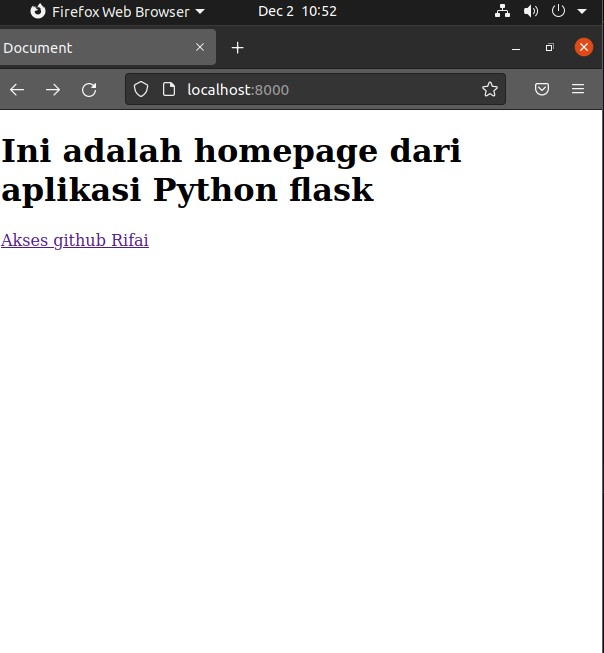 Firefox Web Browser Dec 2 10:52
Document
localhost:8000
Ini adalah homepage dari
aplikasi Python flask
Akses github Rifai